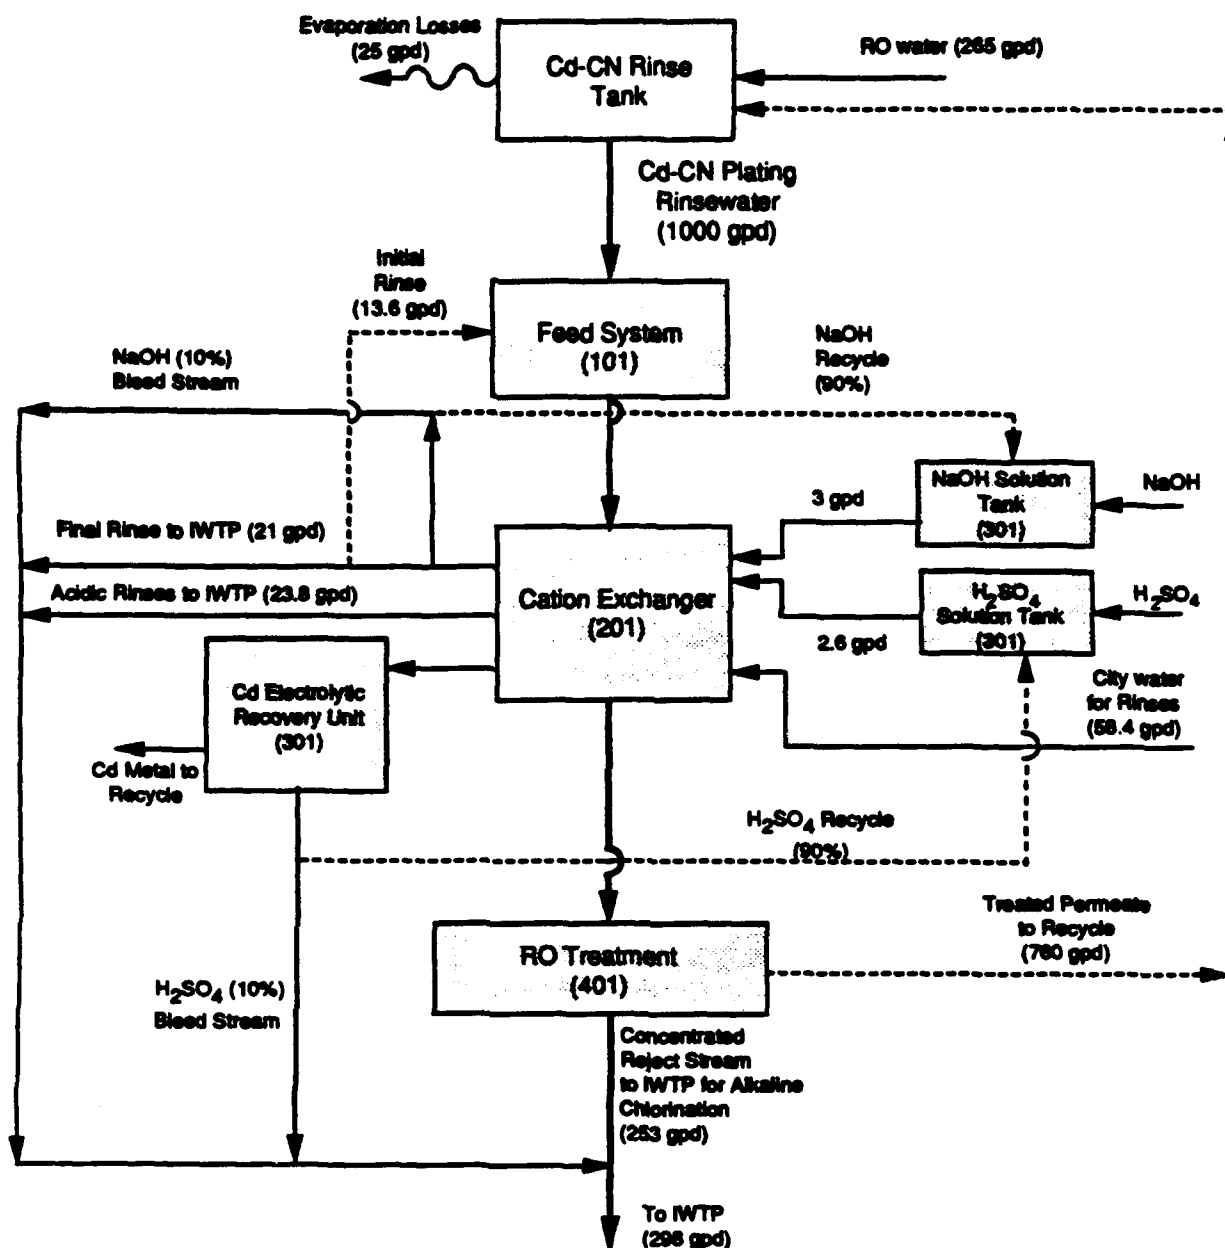 Evaporation Losses
(25 gpd)
Cd-CN Rinse
Tank
RO water (265 gpd)
Cd-CN Plating
Rinsewater
(1000 gpd)
Initial
Rinse
(13.6 gpd)
Feed System
(101)
NaOH
Recycle
(90%)
NaOH (10%)
Bleed Stream
NaOH Solution
Tank
(301)
NaOH
3 gpd
Final Rinse to IWTP (21 gpd)
Acidic Rinses to IWTP (23.8 gpd)
Cation Exchanger
(201)
H₂SO₄
Solution Tank
(301)
H₂SO₄
2.6 gpd
City water
for Rinses
(58.4 gpd)
Cd Electrolytic
Recovery Unit
(301)
Cd Metal to
Recycle
H₂SO₄ Recycle
(90%)
Treated Permeate
to Recycle
(760 gpd)
RO Treatment
(401)
H₂SO₄ (10%)
Bleed Stream
Concentrated
Reject Stream
to IWTP for Alkaline
Chlorination
(253 gpd)
To IWTP
(298 gpd)